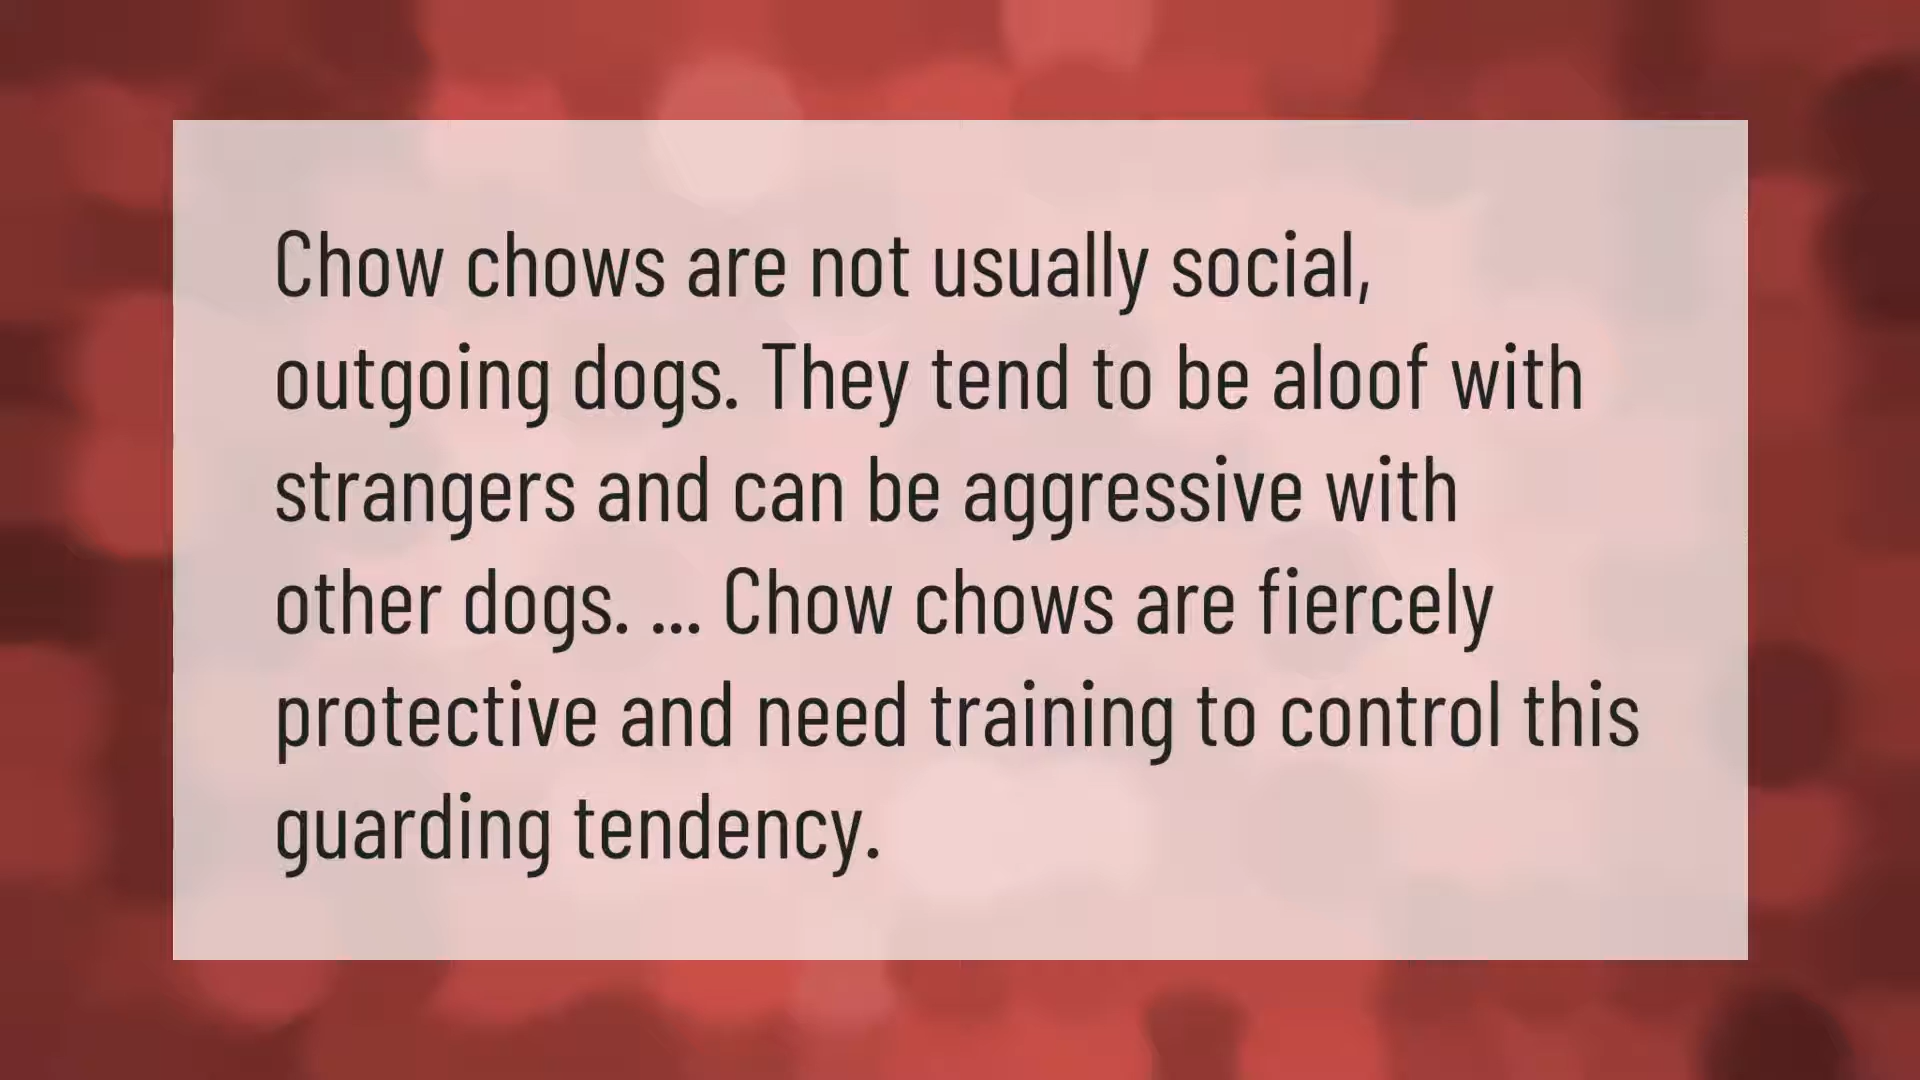 Chow chows are not usually social,
outgoing dogs. They tend to be aloof with
strangers and can be aggressive with
other dogs. ... Chow chows are fiercely
protective and need training to control this
guarding tendency.